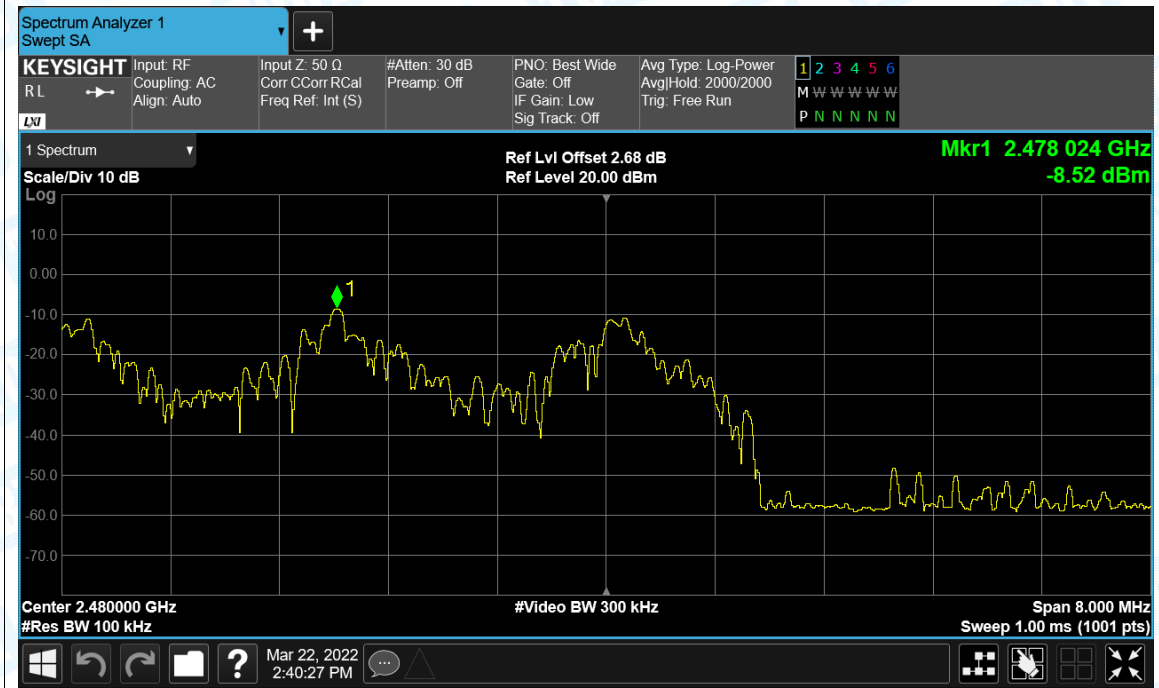 Spectrum Analyzer 1
Swept SA
+
KEYSIGHT
RL
LXI
Input: RF
Coupling: AC
Align: Auto
Input Z: 50 Ω
Corr CCorr RCal
Freq Ref: Int (S)
#Atten: 30 dB
Preamp: Off
PNO: Best Wide
Gate: Off
IF Gain: Low
Sig Track: Off
Avg Type: Log-Power
Avg|Hold: 2000/2000
Trig: Free Run
1 2 3 4 5 6
M W W W W W
P N N N N N
1 Spectrum
Scale/Div 10 dB
Ref Lvl Offset 2.68 dB
Ref Level 20.00 dBm
Mkr1 2.478 024 GHz
-8.52 dBm
Log
10.0
0.00
1
-10.0
-20.0
-30.0
-40.0
-50.0
-60.0
-70.0
Center 2.480000 GHz
#Res BW 100 kHz
#Video BW 300 kHz
Span 8.000 MHz
Sweep 1.00 ms (1001 pts)
?
Mar 22, 2022
2:40:27 PM